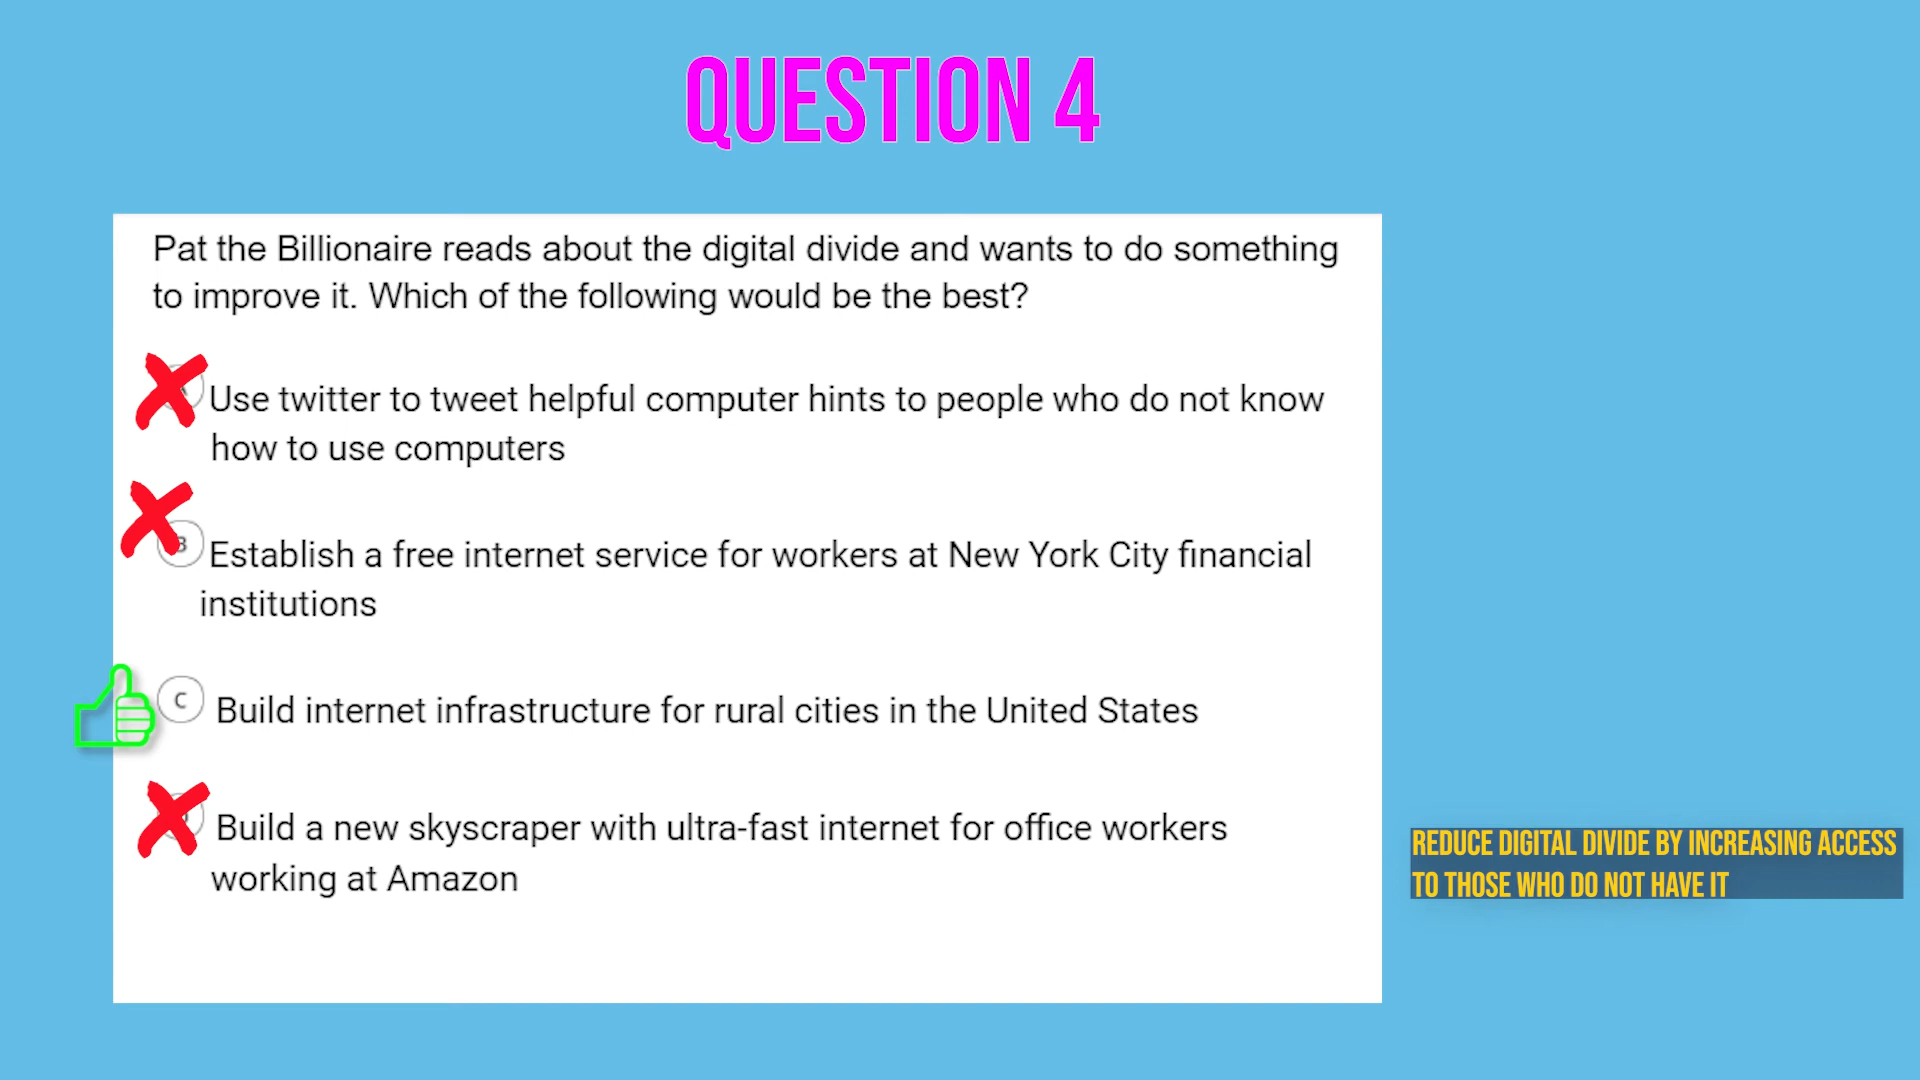 QUESTION 4
Pat the Billionaire reads about the digital divide and wants to do something
to improve it. Which of the following would be the best?
Use twitter to tweet helpful computer hints to people who do not know
how to use computers
B Establish a free internet service for workers at New York City financial
institutions
C Build internet infrastructure for rural cities in the United States
Build a new skyscraper with ultra-fast internet for office workers
working at Amazon
REDUCE DIGITAL DIVIDE BY INCREASING ACCESS
TO THOSE WHO DO NOT HAVE IT